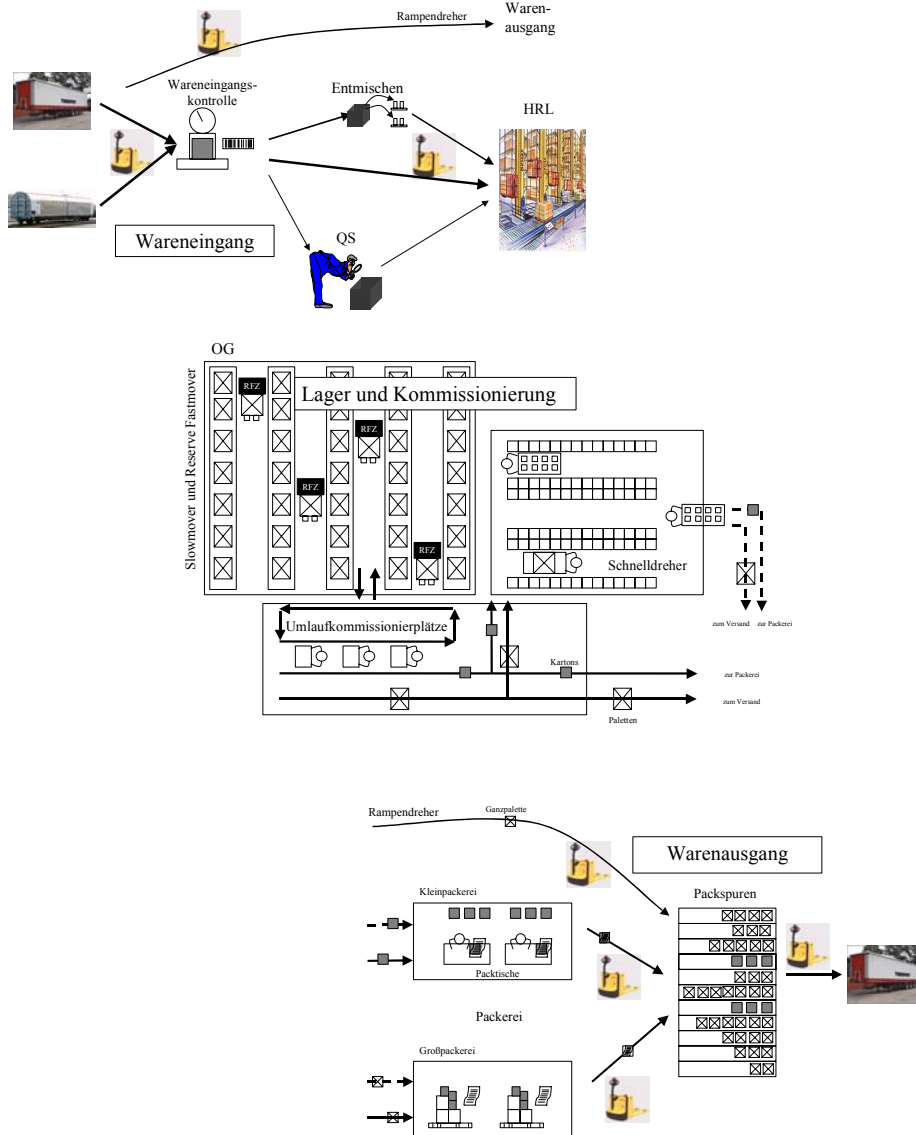 Rampendreher
Waren-
ausgang
Wareneingangs-
kontrolle
Entmischen
HRL
Wareneingang
QS
OG
Slowmover und Reserve Fastmover
RFZ
Lager und Kommissionierung
RFZ
RFZ
RFZ
Schnelldreher
zum Versand
zur Packerei
Umlaufkommissionierplätze
Kartons
zur Packerei
zum Versand
Paletten
Rampendreher
Ganzpalette
Warenausgang
Packspuren
Kleinpackerei
Packtische
Packerei
Großpackerei